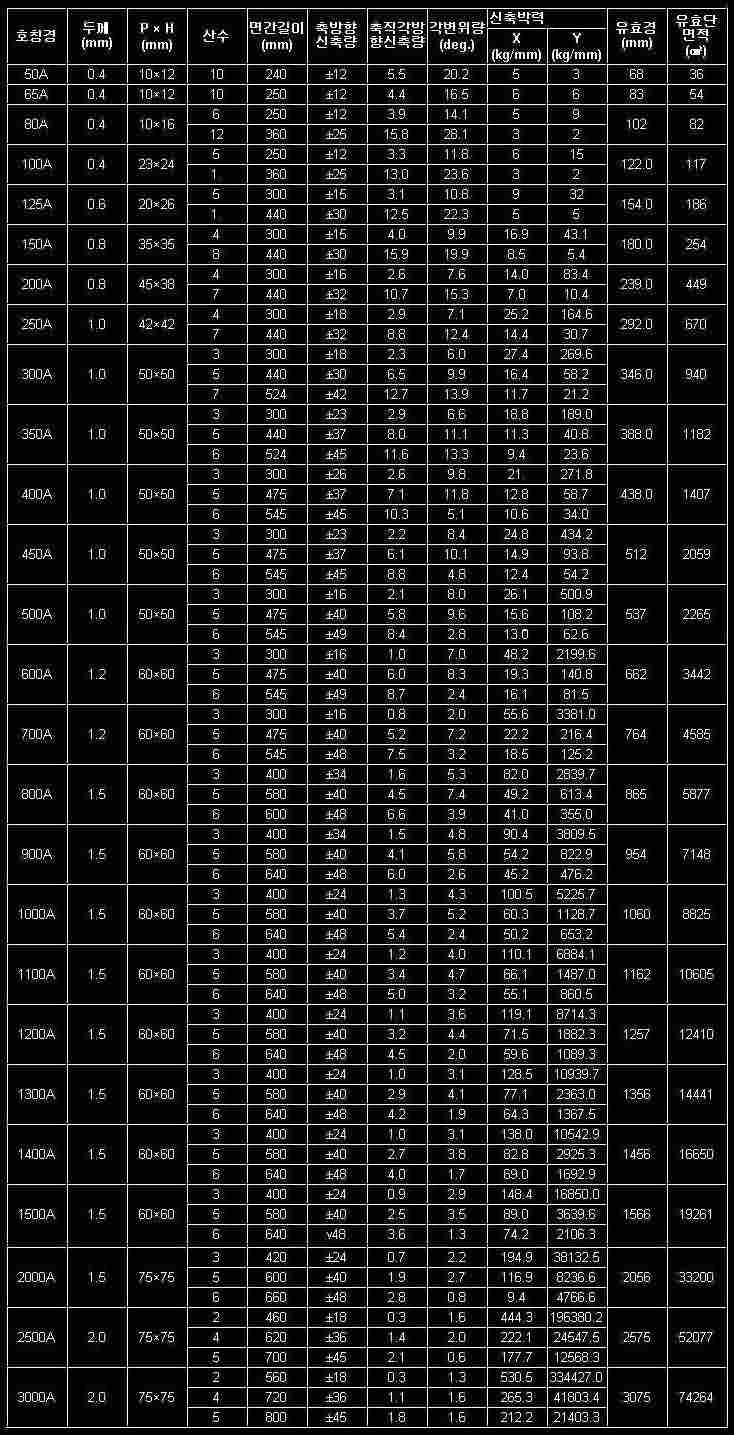 호칭경 두께 (mm) P × H (mm) 산수 면간길이 (mm) 축방향 신축량 축직각방향신축량 각변위량 (deg.) 신축박력 X (kg/mm) Y (kg/mm) 유효경 (mm) 유효단면적 (㎠)
50A 0.4 10×12 10 240 ±12 5.5 20.2 5 3 68 36
65A 0.4 10×12 10 250 ±12 4.4 16.5 6 6 83 54
80A 0.4 10×16 6 250 ±12 3.9 14.1 5 9 102 82
12 360 ±25 15.8 28.1 3 2
100A 0.4 23×24 5 250 ±12 3.3 11.8 6 15 122.0 117
1 360 ±25 13.0 23.6 3 2
125A 0.6 20×26 5 300 ±15 3.1 10.8 9 32 154.0 186
1 440 ±30 12.5 22.3 5 5
150A 0.8 35×35 4 300 ±15 4.0 9.9 16.9 43.1 180.0 254
8 440 ±30 15.9 19.9 8.5 5.4
200A 0.8 45×38 4 300 ±16 2.6 7.6 14.0 83.4 239.0 449
7 440 ±32 10.7 15.3 7.0 10.4
250A 1.0 42×42 4 300 ±18 2.9 7.1 25.2 164.6 292.0 670
7 440 ±32 8.8 12.4 14.4 30.7
300A 1.0 50×50 3 300 ±18 2.3 6.0 27.4 269.6 346.0 940
5 440 ±30 6.5 9.9 16.4 58.2
7 524 ±42 12.7 13.9 11.7 21.2
350A 1.0 50×50 3 300 ±23 2.9 6.6 18.8 189.0 388.0 1182
5 440 ±37 8.0 11.1 11.3 40.8
6 524 ±45 11.6 13.3 9.4 23.6
400A 1.0 50×50 3 300 ±26 2.6 9.8 21 271.8 438.0 1407
5 475 ±37 7.1 11.8 12.8 58.7
6 545 ±45 10.3 5.1 10.6 34.0
450A 1.0 50×50 3 300 ±23 2.2 8.4 24.8 434.2 512 2059
5 475 ±37 6.1 10.1 14.9 93.8
6 545 ±45 8.8 4.8 12.4 54.2
500A 1.0 50×50 3 300 ±16 2.1 8.0 26.1 500.9 537 2265
5 475 ±40 5.8 9.6 15.6 108.2
6 545 ±49 8.4 2.8 13.0 62.6
600A 1.2 60×60 3 300 ±16 1.0 7.0 48.2 2199.6 662 3442
5 475 ±40 6.0 8.3 19.3 140.8
6 545 ±49 8.7 2.4 16.1 81.5
700A 1.2 60×60 3 300 ±16 0.8 2.0 55.6 3381.0 764 4585
5 475 ±40 5.2 7.2 22.2 216.4
6 545 ±48 7.5 3.2 18.5 125.2
800A 1.5 60×60 3 400 ±34 1.6 5.3 82.0 2839.7 865 5877
5 580 ±40 4.5 7.4 49.2 613.4
6 600 ±48 6.6 3.9 41.0 355.0
900A 1.5 60×60 3 400 ±34 1.5 4.8 90.4 3809.5 954 7148
5 580 ±40 4.1 5.8 54.2 822.9
6 640 ±48 6.0 2.6 45.2 476.2
1000A 1.5 60×60 3 400 ±24 1.3 4.3 100.5 5225.7 1060 8825
5 580 ±40 3.7 5.2 60.3 1128.7
6 640 ±48 5.4 2.4 50.2 653.2
1100A 1.5 60×60 3 400 ±24 1.2 4.0 110.1 6884.1 1162 10605
5 580 ±40 3.4 4.7 66.1 1487.0
6 640 ±48 5.0 3.2 55.1 860.5
1200A 1.5 60×60 3 400 ±24 1.1 3.6 119.1 8714.3 1257 12410
5 580 ±40 3.2 4.4 71.5 1882.3
6 640 ±48 4.5 2.0 59.6 1089.3
1300A 1.5 60×60 3 400 ±24 1.0 3.1 128.5 10939.7 1356 14441
5 580 ±40 2.9 4.1 77.1 2363.0
6 640 ±48 4.2 1.9 64.3 1367.5
1400A 1.5 60×60 3 400 ±24 1.0 3.1 138.0 10542.9 1456 16650
5 580 ±40 2.7 3.8 82.8 2925.3
6 640 ±48 4.0 1.7 69.0 1692.9
1500A 1.5 60×60 3 400 ±24 0.9 2.9 148.4 16850.0 1566 19261
5 580 ±40 2.5 3.5 89.0 3639.6
6 640 v48 3.6 1.3 74.2 2106.3
2000A 1.5 75×75 3 420 ±24 0.7 2.2 194.9 38132.5 2056 33200
5 600 ±40 1.9 2.7 116.9 8236.6
6 660 ±48 2.8 0.8 9.4 4766.6
2500A 2.0 75×75 2 460 ±18 0.3 1.6 444.3 196380.2 2575 52077
4 620 ±36 1.4 2.0 222.1 24547.5
5 700 ±45 2.1 0.6 177.7 12568.3
3000A 2.0 75×75 2 560 ±18 0.3 1.3 530.5 334427.0 3075 74264
4 720 ±36 1.1 1.6 265.3 41803.4
5 800 ±45 1.8 1.6 212.2 21403.3